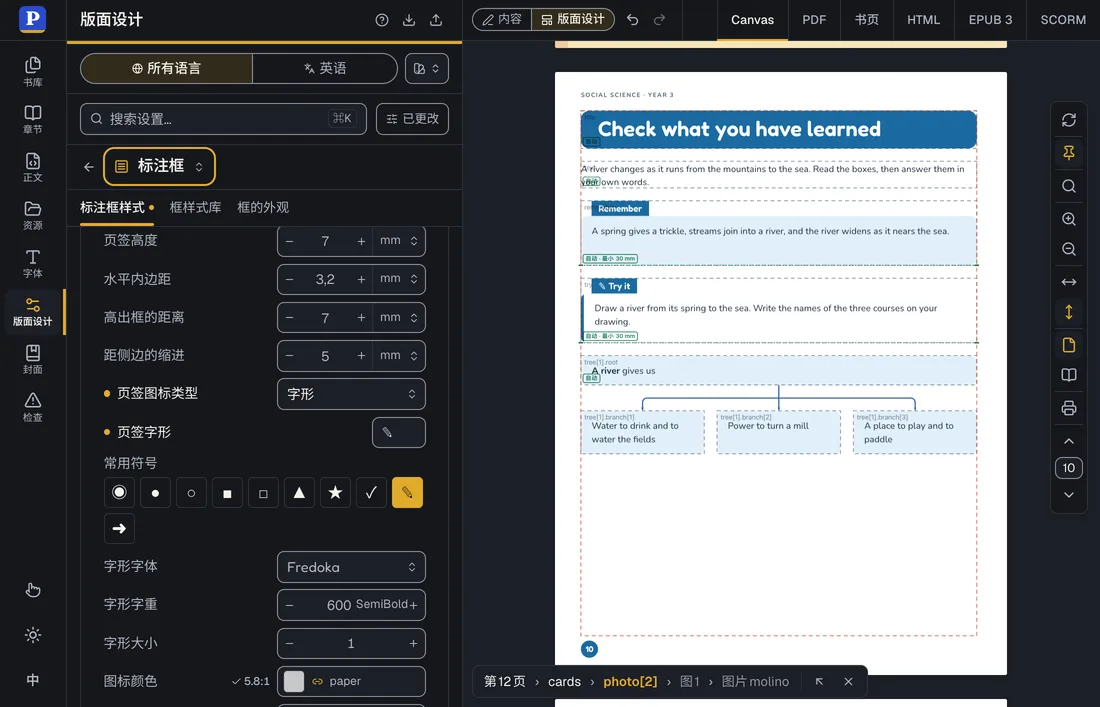 P
版面设计
内容
版面设计
Canvas
PDF
书页
HTML
EPUB 3
SCORM
书库
章节
正文
资源
字体
版面设计
封面
检查
中
所有语言
英语
搜索设置...
⌘K
已更改
标注框
标注框样式
框样式库
框的外观
页签高度
− 7 + mm
水平内边距
− 3,2 + mm
高出框的距离
− 7 + mm
距侧边的缩进
− 5 + mm
页签图标类型
字形
页签字形
✎
常用符号
◉ ● ○ ■ □ ▲ ★ ✓ ✎
➜
字形字体
Fredoka
字形字重
− 600 SemiBold +
字形大小
− 1 +
图标颜色
✓ 5.8:1
paper
SOCIAL SCIENCE · YEAR 3
Check what you have learned
自动
A river changes as it runs from the mountains to the sea. Read the boxes, then answer them in
your own words.
自动
Remember
A spring gives a trickle, streams join into a river, and the river widens as it nears the sea.
自动 · 最小 30 mm
✎ Try it
Draw a river from its spring to the sea. Write the names of the three courses on your
drawing.
自动 · 最小 30 mm
tree[1].root
A river gives us
自动
tree[1].branch[1]
Water to drink and to
water the fields
tree[1].branch[2]
Power to turn a mill
tree[1].branch[3]
A place to play and to
paddle
10
10
第12页 › cards › photo[2] › 图1 › 图片molino